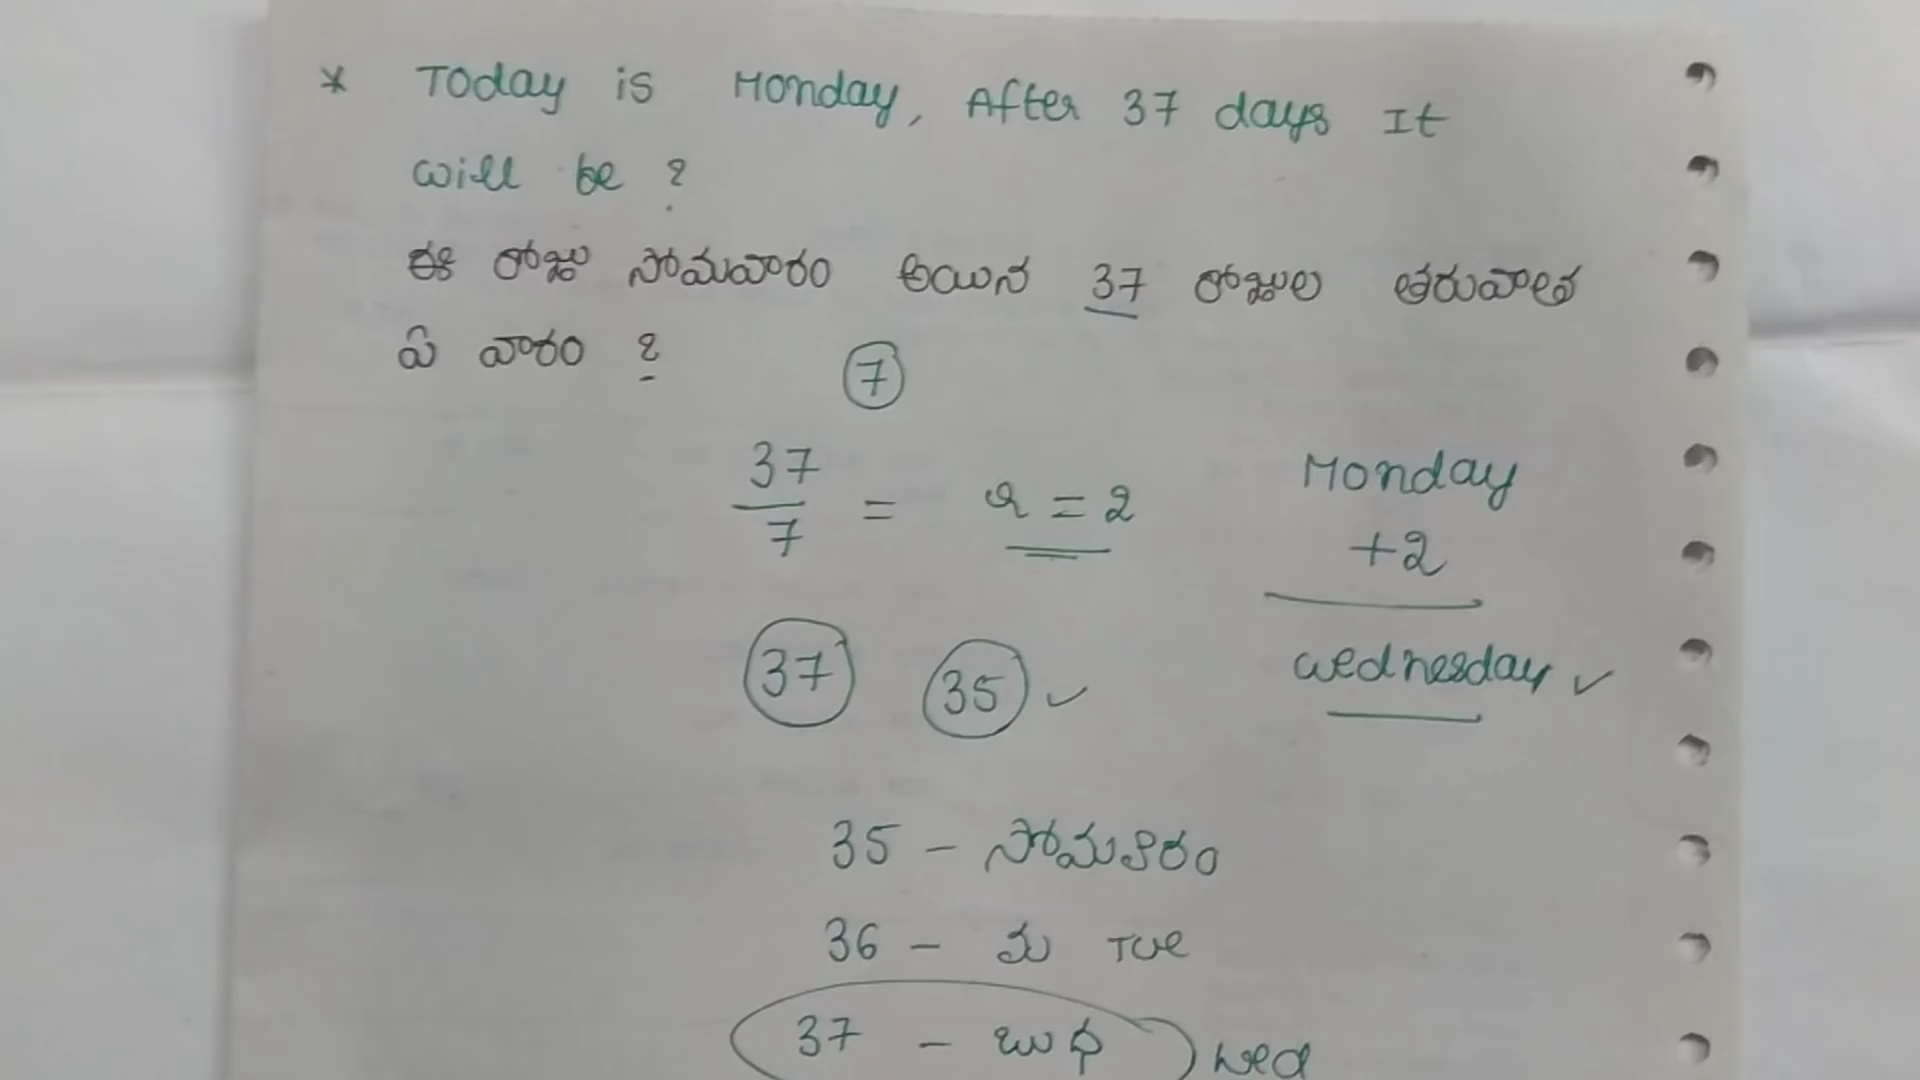 * Today is Monday, After 37 days It
will be ?
ఈ రోజు సోమవారం అయిన 37 రోజుల తరువాత
ఏ వారం ?
7
37
7
= r = 2
Monday
+2
wednesday ✓
37 35 ✓
35 - సోమవారం
36 - మ Tue
37 - బుధ wed